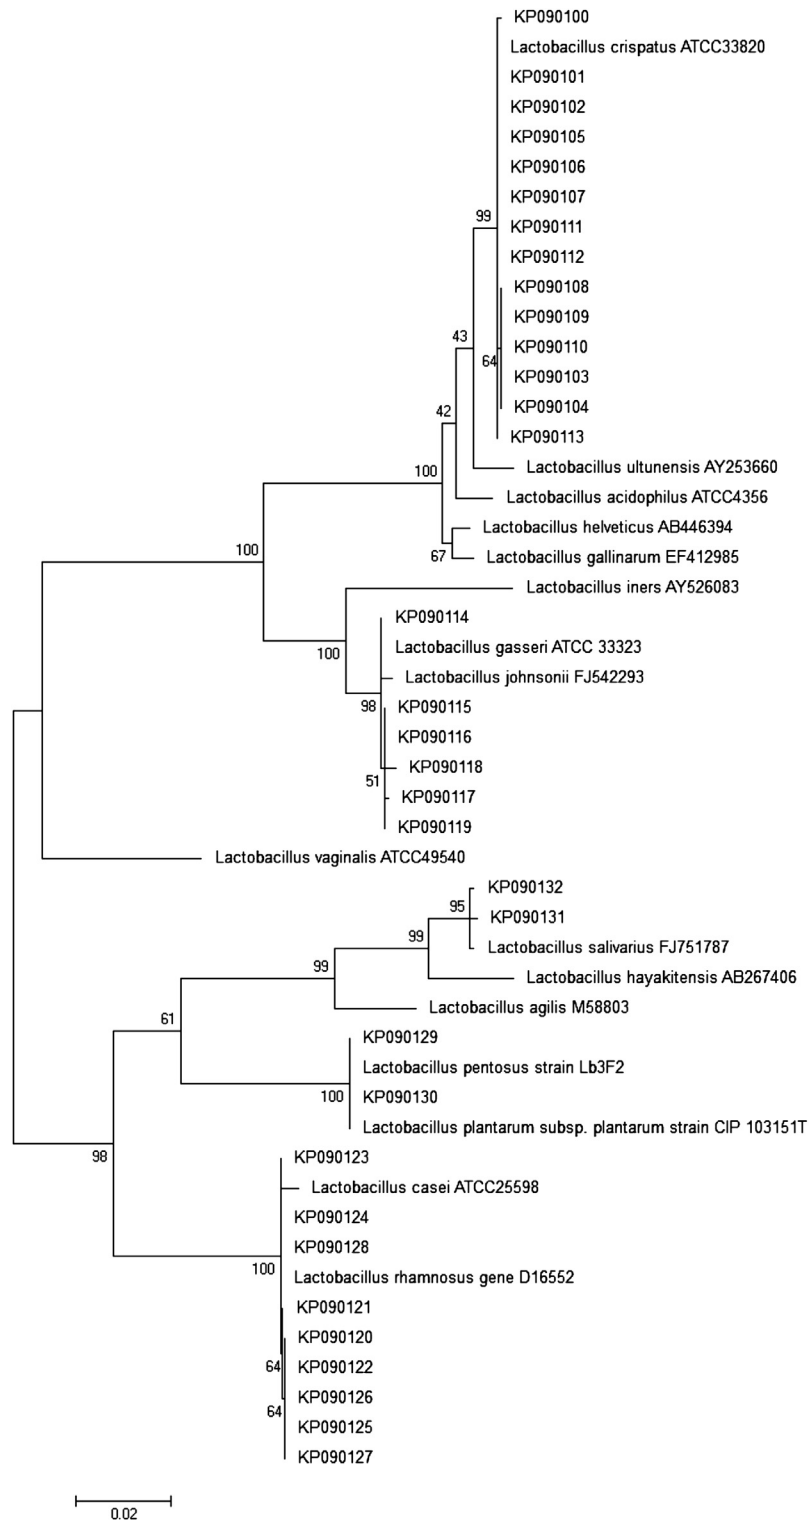 KP090100
Lactobacillus crispatus ATCC33820
KP090101
KP090102
KP090105
KP090106
KP090107
99
KP090111
KP090112
KP090108
KP090109
43
KP090110
64
KP090103
42
KP090104
KP090113
100
Lactobacillus ultunensis AY253660
Lactobacillus acidophilus ATCC4356
Lactobacillus helveticus AB446394
100
67
Lactobacillus gallinarum EF412985
Lactobacillus iners AY526083
KP090114
100
Lactobacillus gasseri ATCC 33323
Lactobacillus johnsonii FJ542293
98
KP090115
KP090116
KP090118
51
KP090117
KP090119
Lactobacillus vaginalis ATCC49540
KP090132
95
KP090131
99
Lactobacillus salivarius FJ751787
99
Lactobacillus hayakitensis AB267406
Lactobacillus agilis M58803
61
KP090129
Lactobacillus pentosus strain Lb3F2
100
KP090130
Lactobacillus plantarum subsp. plantarum strain CIP 103151T
98
KP090123
Lactobacillus casei ATCC25598
KP090124
KP090128
100
Lactobacillus rhamnosus gene D16552
KP090121
KP090120
64
KP090122
KP090126
64
KP090125
KP090127
0.02